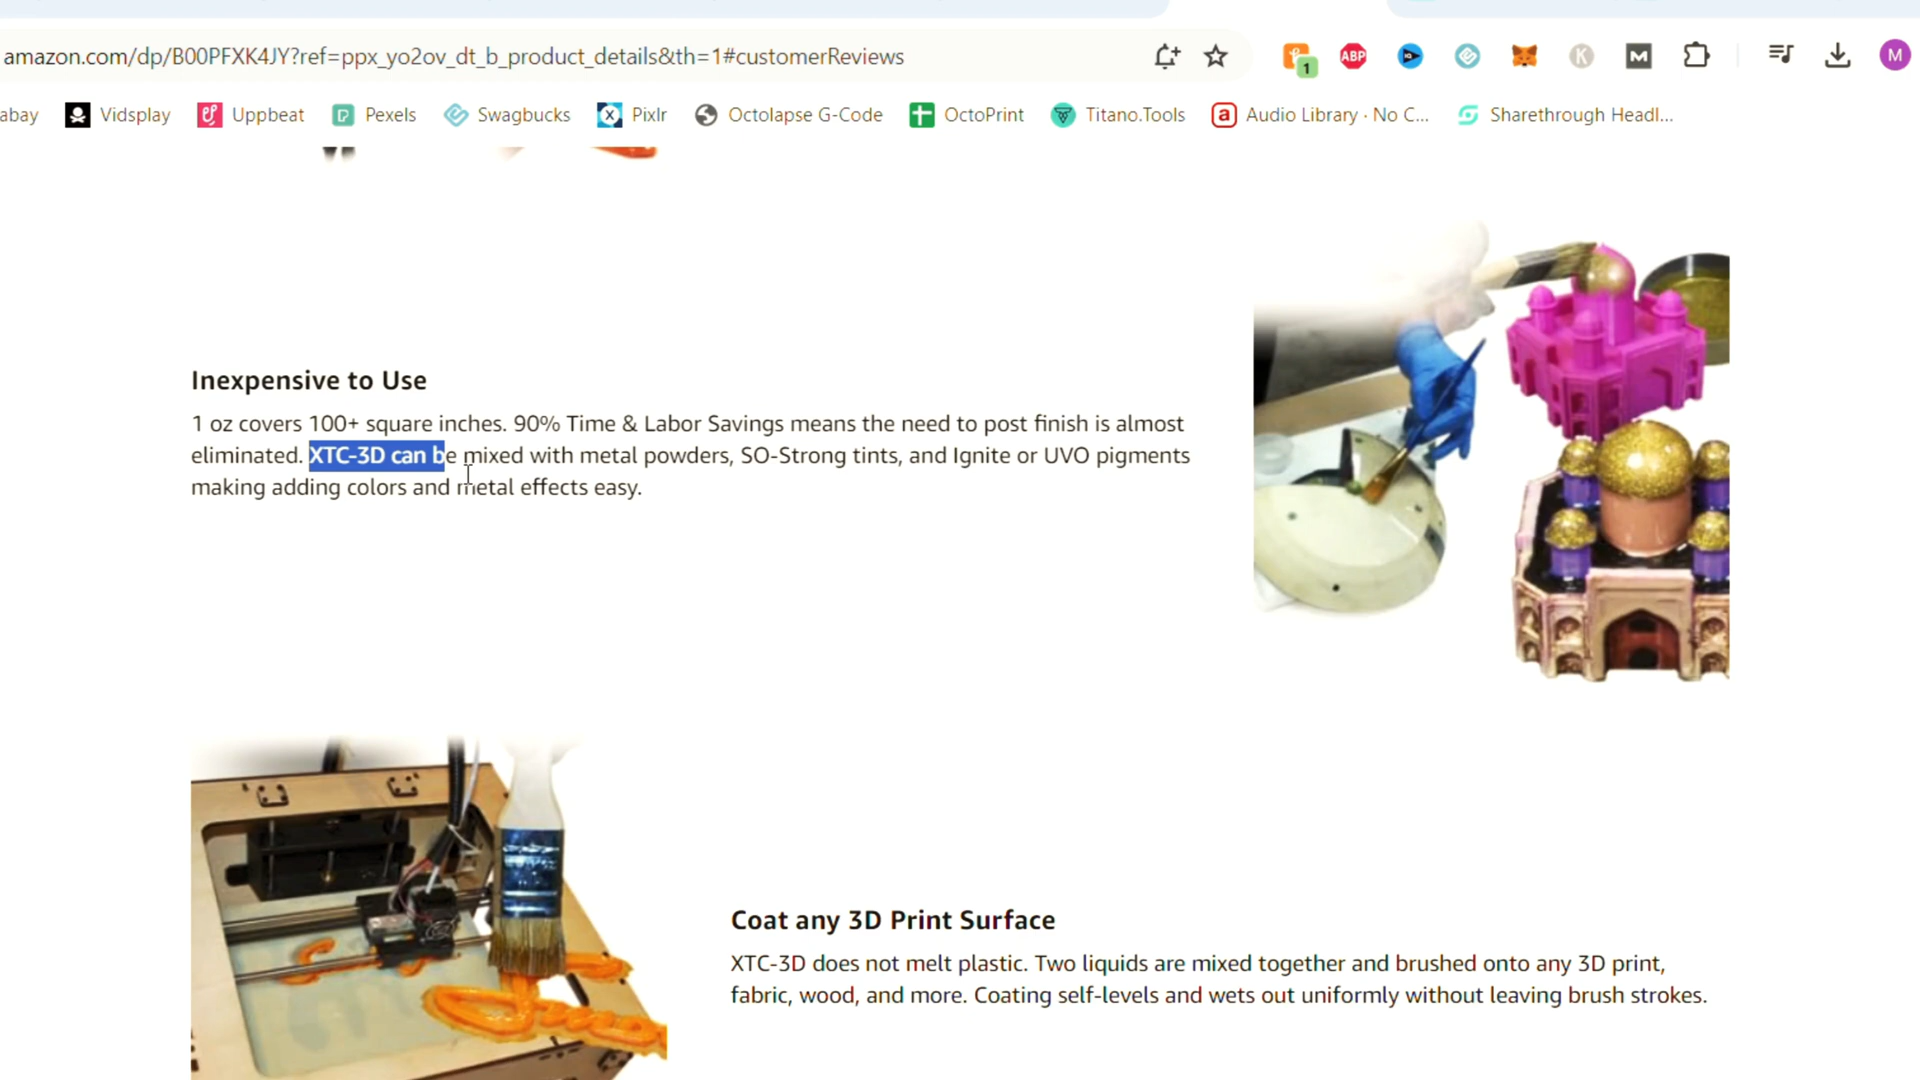 amazon.com/dp/B00PFXK4JY?ref=ppx_yo2ov_dt_b_product_details&th=1#customerReviews
1
ABP
K
M
M
abay
Vidsplay
Uppbeat
Pexels
Swagbucks
Pixlr
Octolapse G-Code
OctoPrint
Titano.Tools
a
Audio Library · No C...
Sharethrough Headl...
Inexpensive to Use
1 oz covers 100+ square inches. 90% Time & Labor Savings means the need to post finish is almost
eliminated. XTC-3D can be mixed with metal powders, SO-Strong tints, and Ignite or UVO pigments
making adding colors and metal effects easy.
Coat any 3D Print Surface
XTC-3D does not melt plastic. Two liquids are mixed together and brushed onto any 3D print,
fabric, wood, and more. Coating self-levels and wets out uniformly without leaving brush strokes.